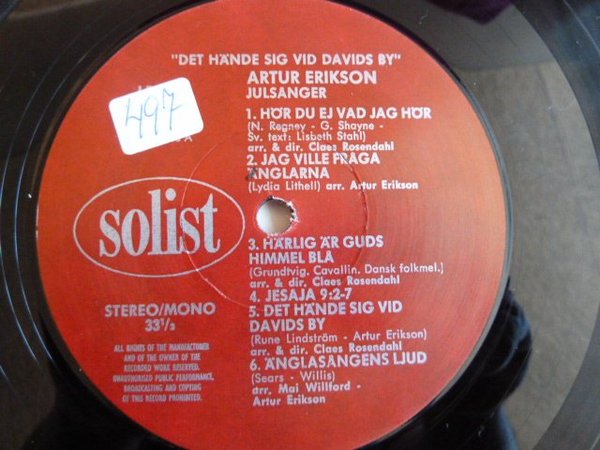 "DET HÄNDE SIG VID DAVIDS BY"
ARTUR ERIKSON
JULSÅNGER
497
A
1. HÖR DU EJ VAD JAG HÖR
(N. Regney - G. Shayne -
Sv. text: Lisbeth Stahl)
arr. & dir. Claes Rosendahl
2. JAG VILLE FRÅGA
ÄNGLARNA
(Lydia Lithell) arr. Artur Erikson
solist
3. HÄRLIG ÄR GUDS
HIMMEL BLÅ
(Grundtvig. Cavallin. Dansk folkmel.)
arr. & dir. Claes Rosendahl
4. JESAJA 9:2-7
5. DET HÄNDE SIG VID
DAVIDS BY
(Rune Lindström - Artur Erikson)
arr. & dir. Claes Rosendahl
6. ÄNGLASÅNGENS LJUD
(Sears - Willis)
arr. Mai Willford -
Artur Erikson
STEREO/MONO
33 1/3
ALL RIGHTS OF THE MANUFACTURER
AND OF THE OWNER OF THE
RECORDED WORK RESERVED.
UNAUTHORISED PUBLIC PERFORMANCE,
BROADCASTING AND COPYING
OF THIS RECORD PROHIBITED.